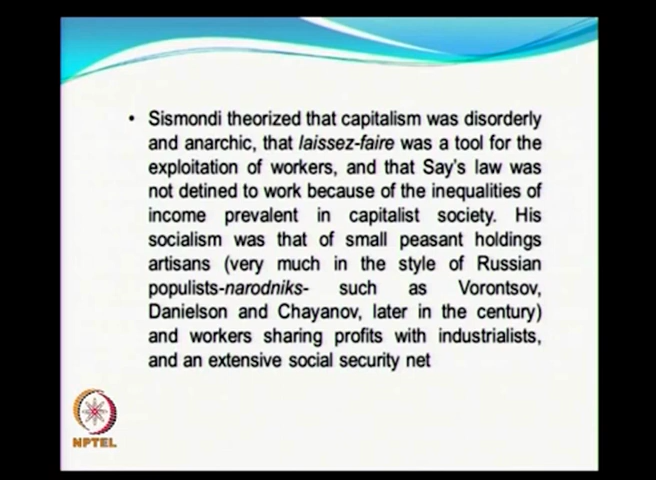 • Sismondi theorized that capitalism was disorderly
and anarchic, that laissez-faire was a tool for the
exploitation of workers, and that Say's law was
not detined to work because of the inequalities of
income prevalent in capitalist society. His
socialism was that of small peasant holdings
artisans (very much in the style of Russian
populists-narodniks- such as Vorontsov,
Danielson and Chayanov, later in the century)
and workers sharing profits with industrialists,
and an extensive social security net
NPTEL